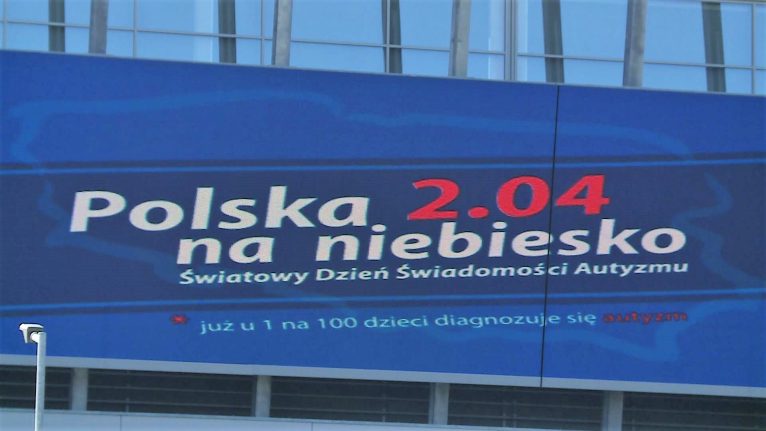 Polska 2.04
na niebiesko
Światowy Dzień Świadomości Autyzmu
* już u 1 na 100 dzieci diagnozuje się autyzm